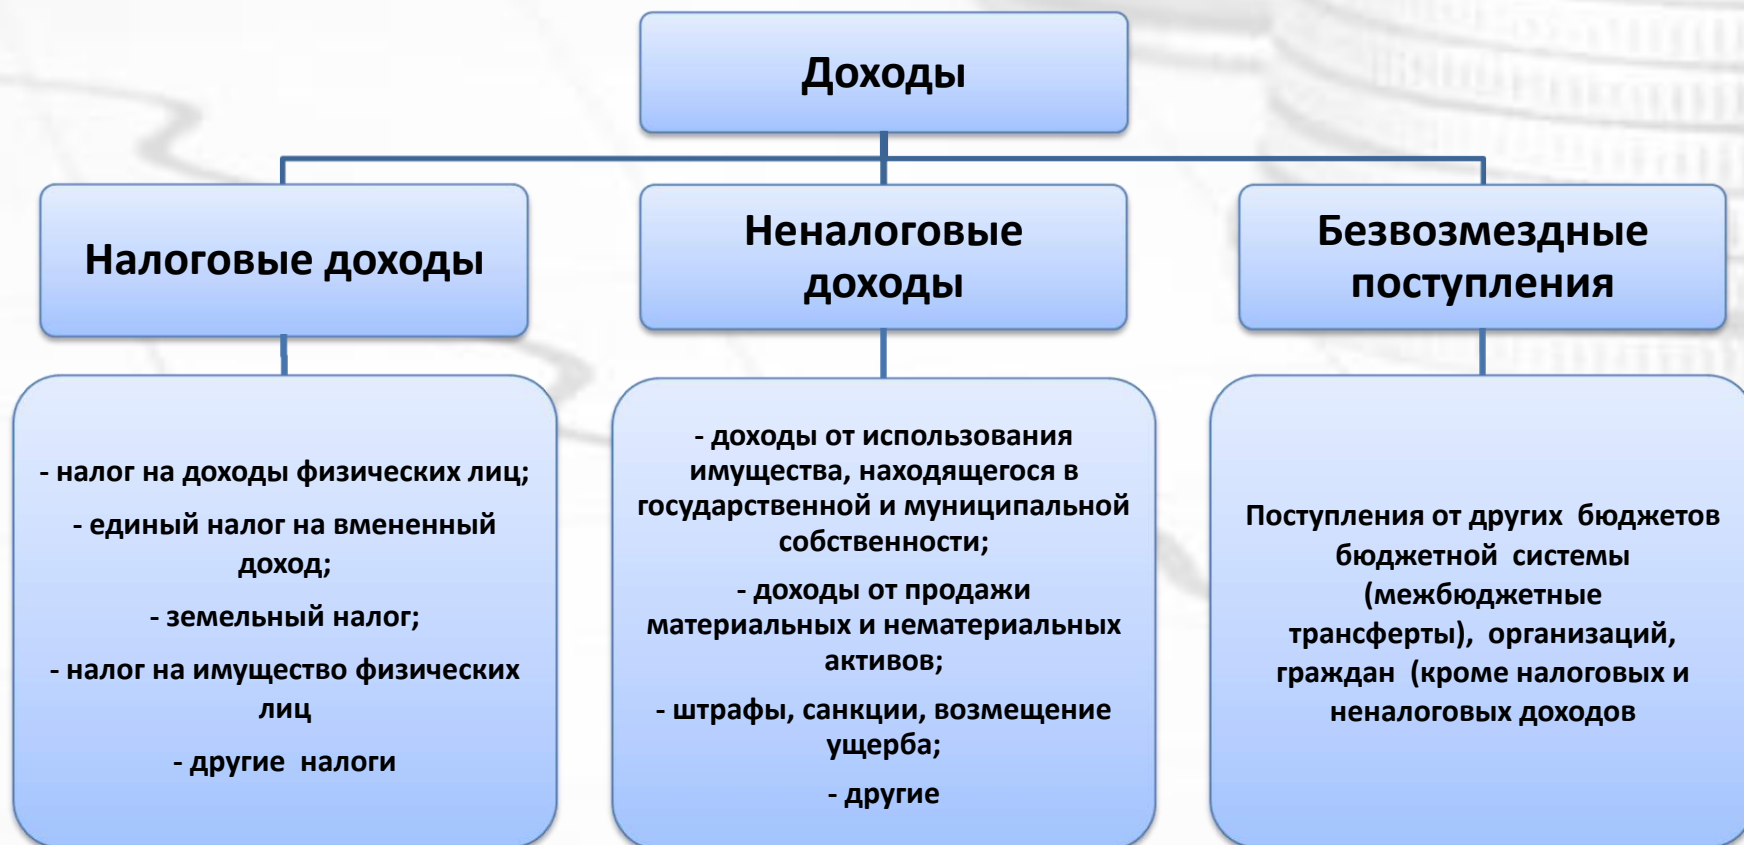 Доходы
Налоговые доходы
Неналоговые
доходы
Безвозмездные
поступления
- налог на доходы физических лиц;
- единый налог на вмененный
доход;
- земельный налог;
- налог на имущество физических
лиц
- другие налоги
- доходы от использования
имущества, находящегося в
государственной и муниципальной
собственности;
- доходы от продажи
материальных и нематериальных
активов;
- штрафы, санкции, возмещение
ущерба;
- другие
Поступления от других бюджетов
бюджетной системы
(межбюджетные
трансферты), организаций,
граждан (кроме налоговых и
неналоговых доходов